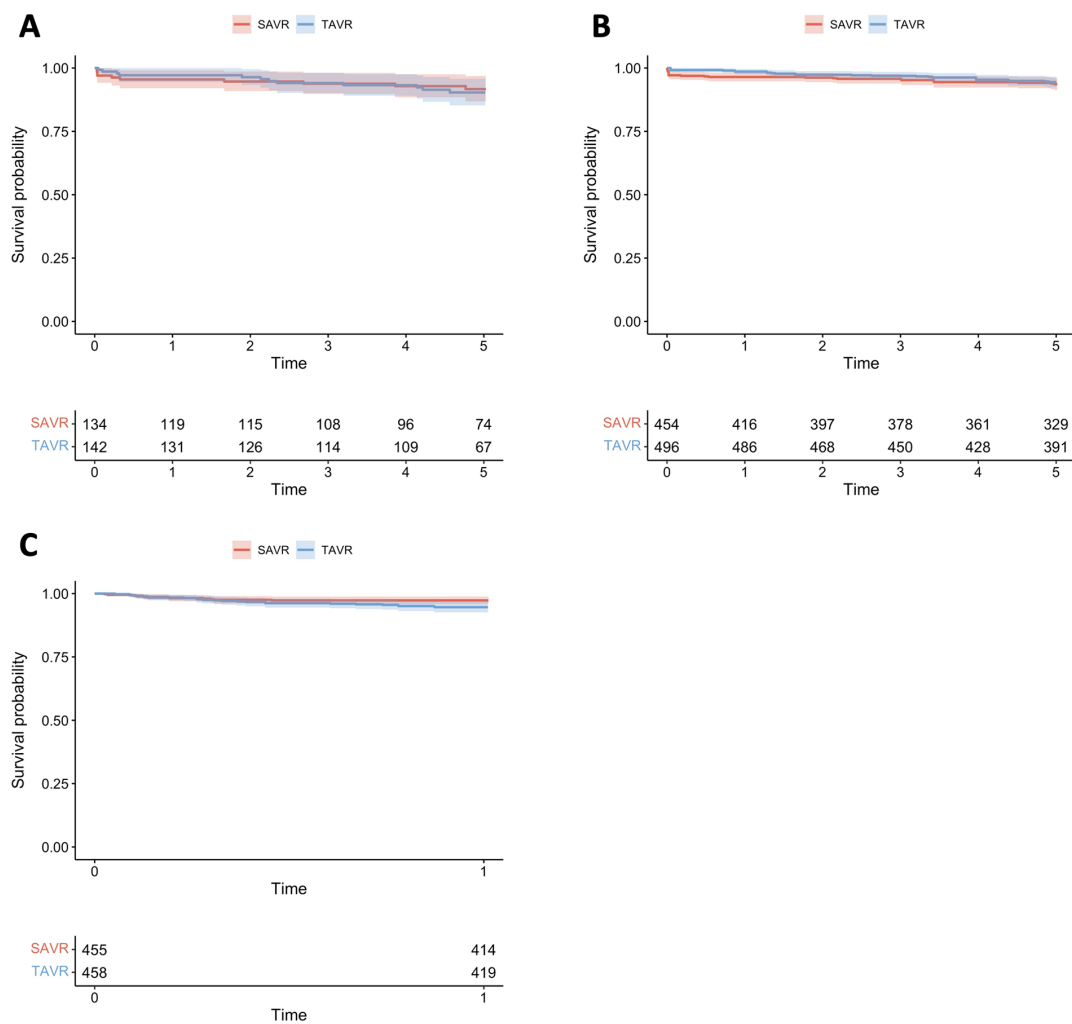 A
SAVR TAVR
1.00
0.75
0.50
0.25
0.00
Survival probability
0 1 2 3 4 5
Time
SAVR 134 119 115 108 96 74
TAVR 142 131 126 114 109 67
0 1 2 3 4 5
Time
B
SAVR TAVR
1.00
0.75
0.50
0.25
0.00
Survival probability
0 1 2 3 4 5
Time
SAVR 454 416 397 378 361 329
TAVR 496 486 468 450 428 391
0 1 2 3 4 5
Time
C
SAVR TAVR
1.00
0.75
0.50
0.25
0.00
Survival probability
0 1
Time
SAVR 455 414
TAVR 458 419
0 1
Time